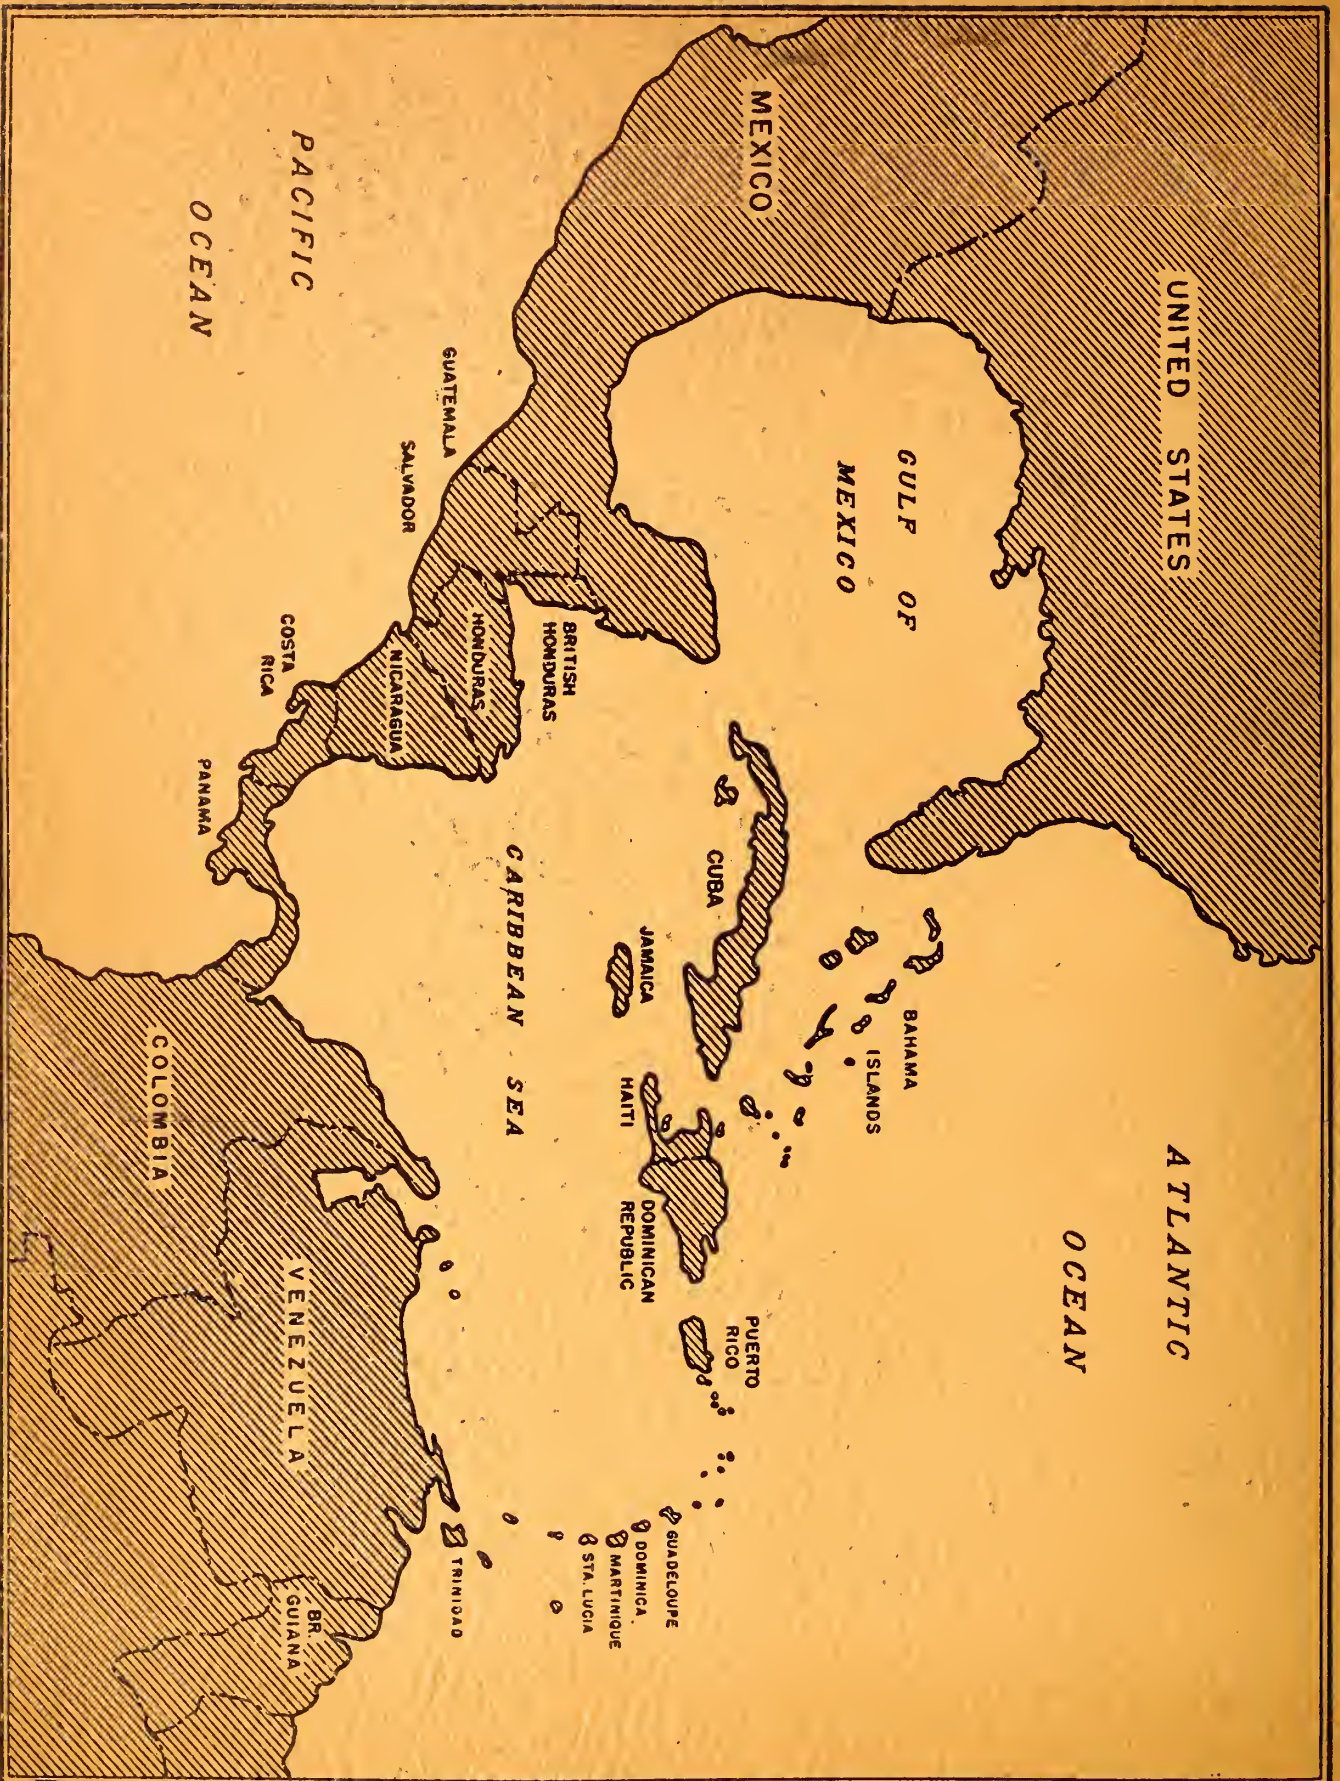 UNITED STATES
MEXICO
GULF OF
MEXICO
ATLANTIC
OCEAN
BAHAMA
ISLANDS
CUBA
PUERTO
RICO
JAMAICA
HAITI
DOMINICAN
REPUBLIC
GUADELOUPE
DOMINICA
MARTINIQUE
STA. LUCIA
BRITISH
HONDURAS
CARIBBEAN SEA
HONDURAS
GUATEMALA
SALVADOR
NICARAGUA
TRINIDAD
PACIFIC
OCEAN
COSTA
RICA
PANAMA
VENEZUELA
BR.
GUIANA
COLOMBIA